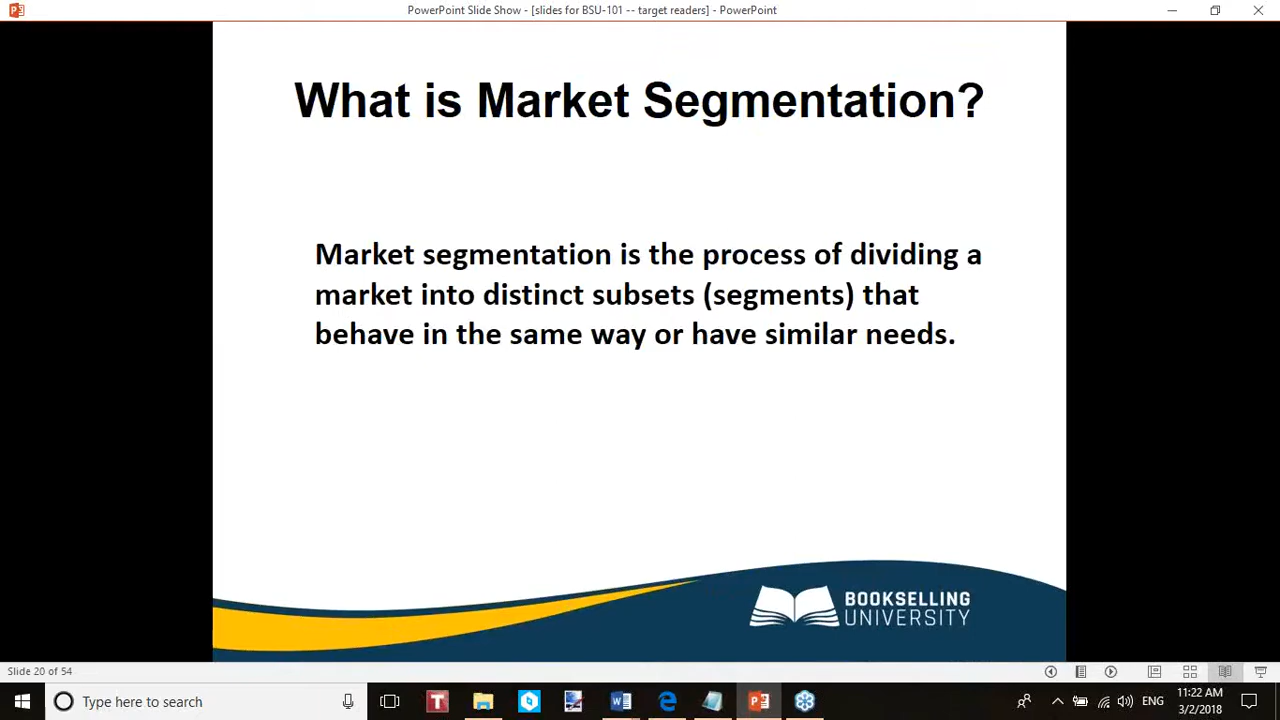 PowerPoint Slide Show - [slides for BSU-101 -- target readers] - PowerPoint
What is Market Segmentation?
Market segmentation is the process of dividing a
market into distinct subsets (segments) that
behave in the same way or have similar needs.
BOOKSELLING
UNIVERSITY
Slide 20 of 54
Type here to search
T
ENG
11:22 AM
3/2/2018